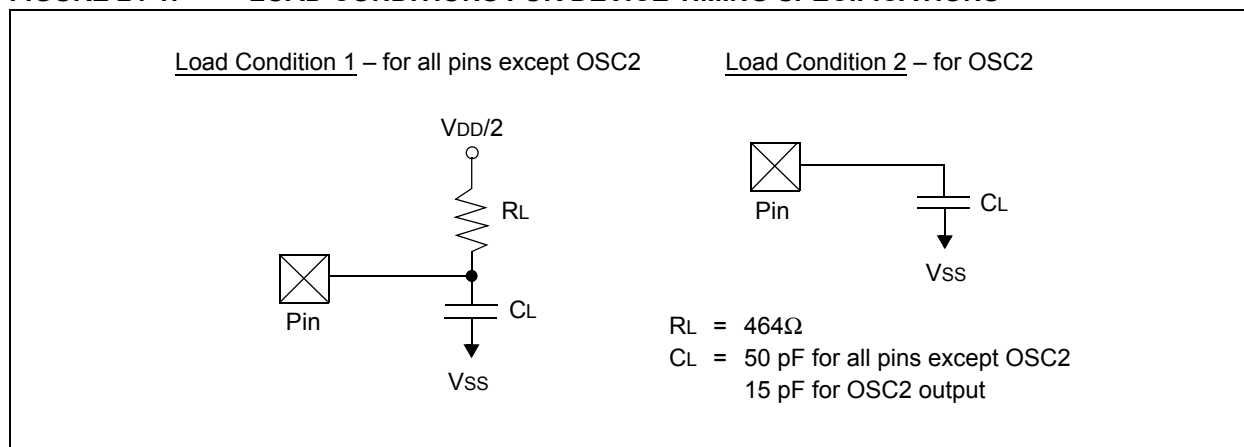 Load Condition 1 – for all pins except OSC2
VDD/2
RL
Pin
CL
VSS
Load Condition 2 – for OSC2
Pin
CL
VSS
RL = 464Ω
CL = 50 pF for all pins except OSC2
15 pF for OSC2 output